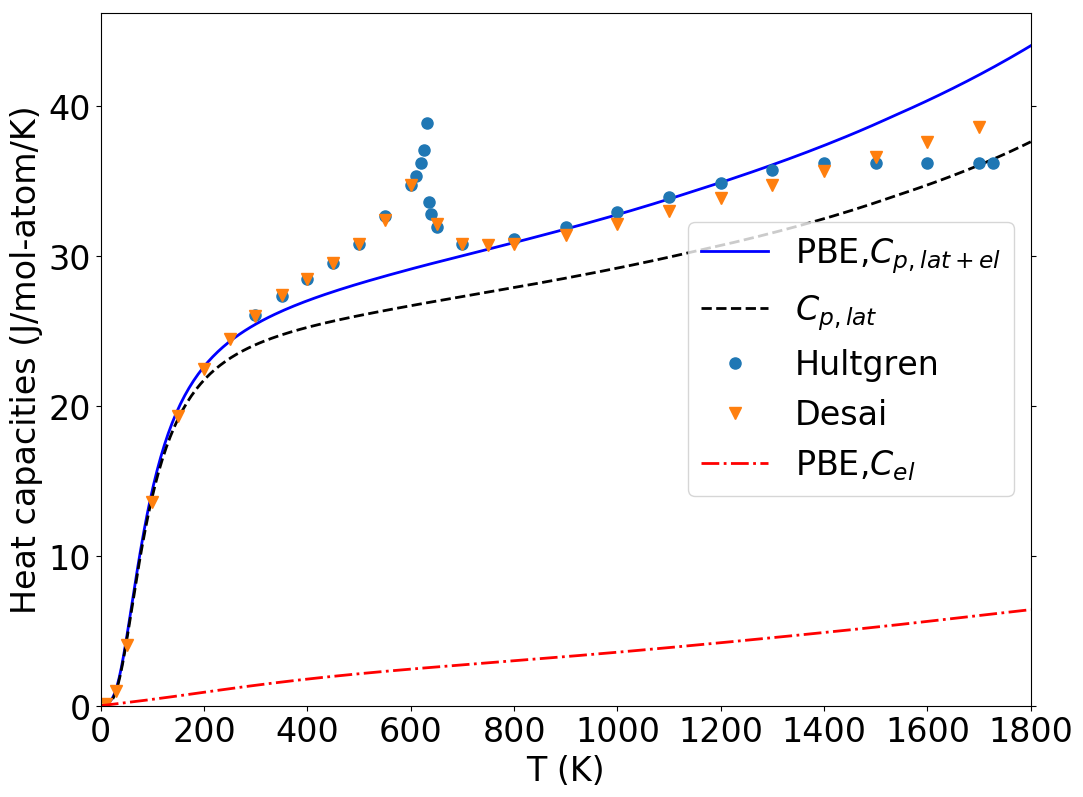 Heat capacities (J/mol-atom/K)
40
30
20
10
0
PBE,$C_{p,lat+el}$
$C_{p,lat}$
Hultgren
Desai
PBE,$C_{el}$
0 200 400 600 800 1000 1200 1400 1600 1800
T (K)